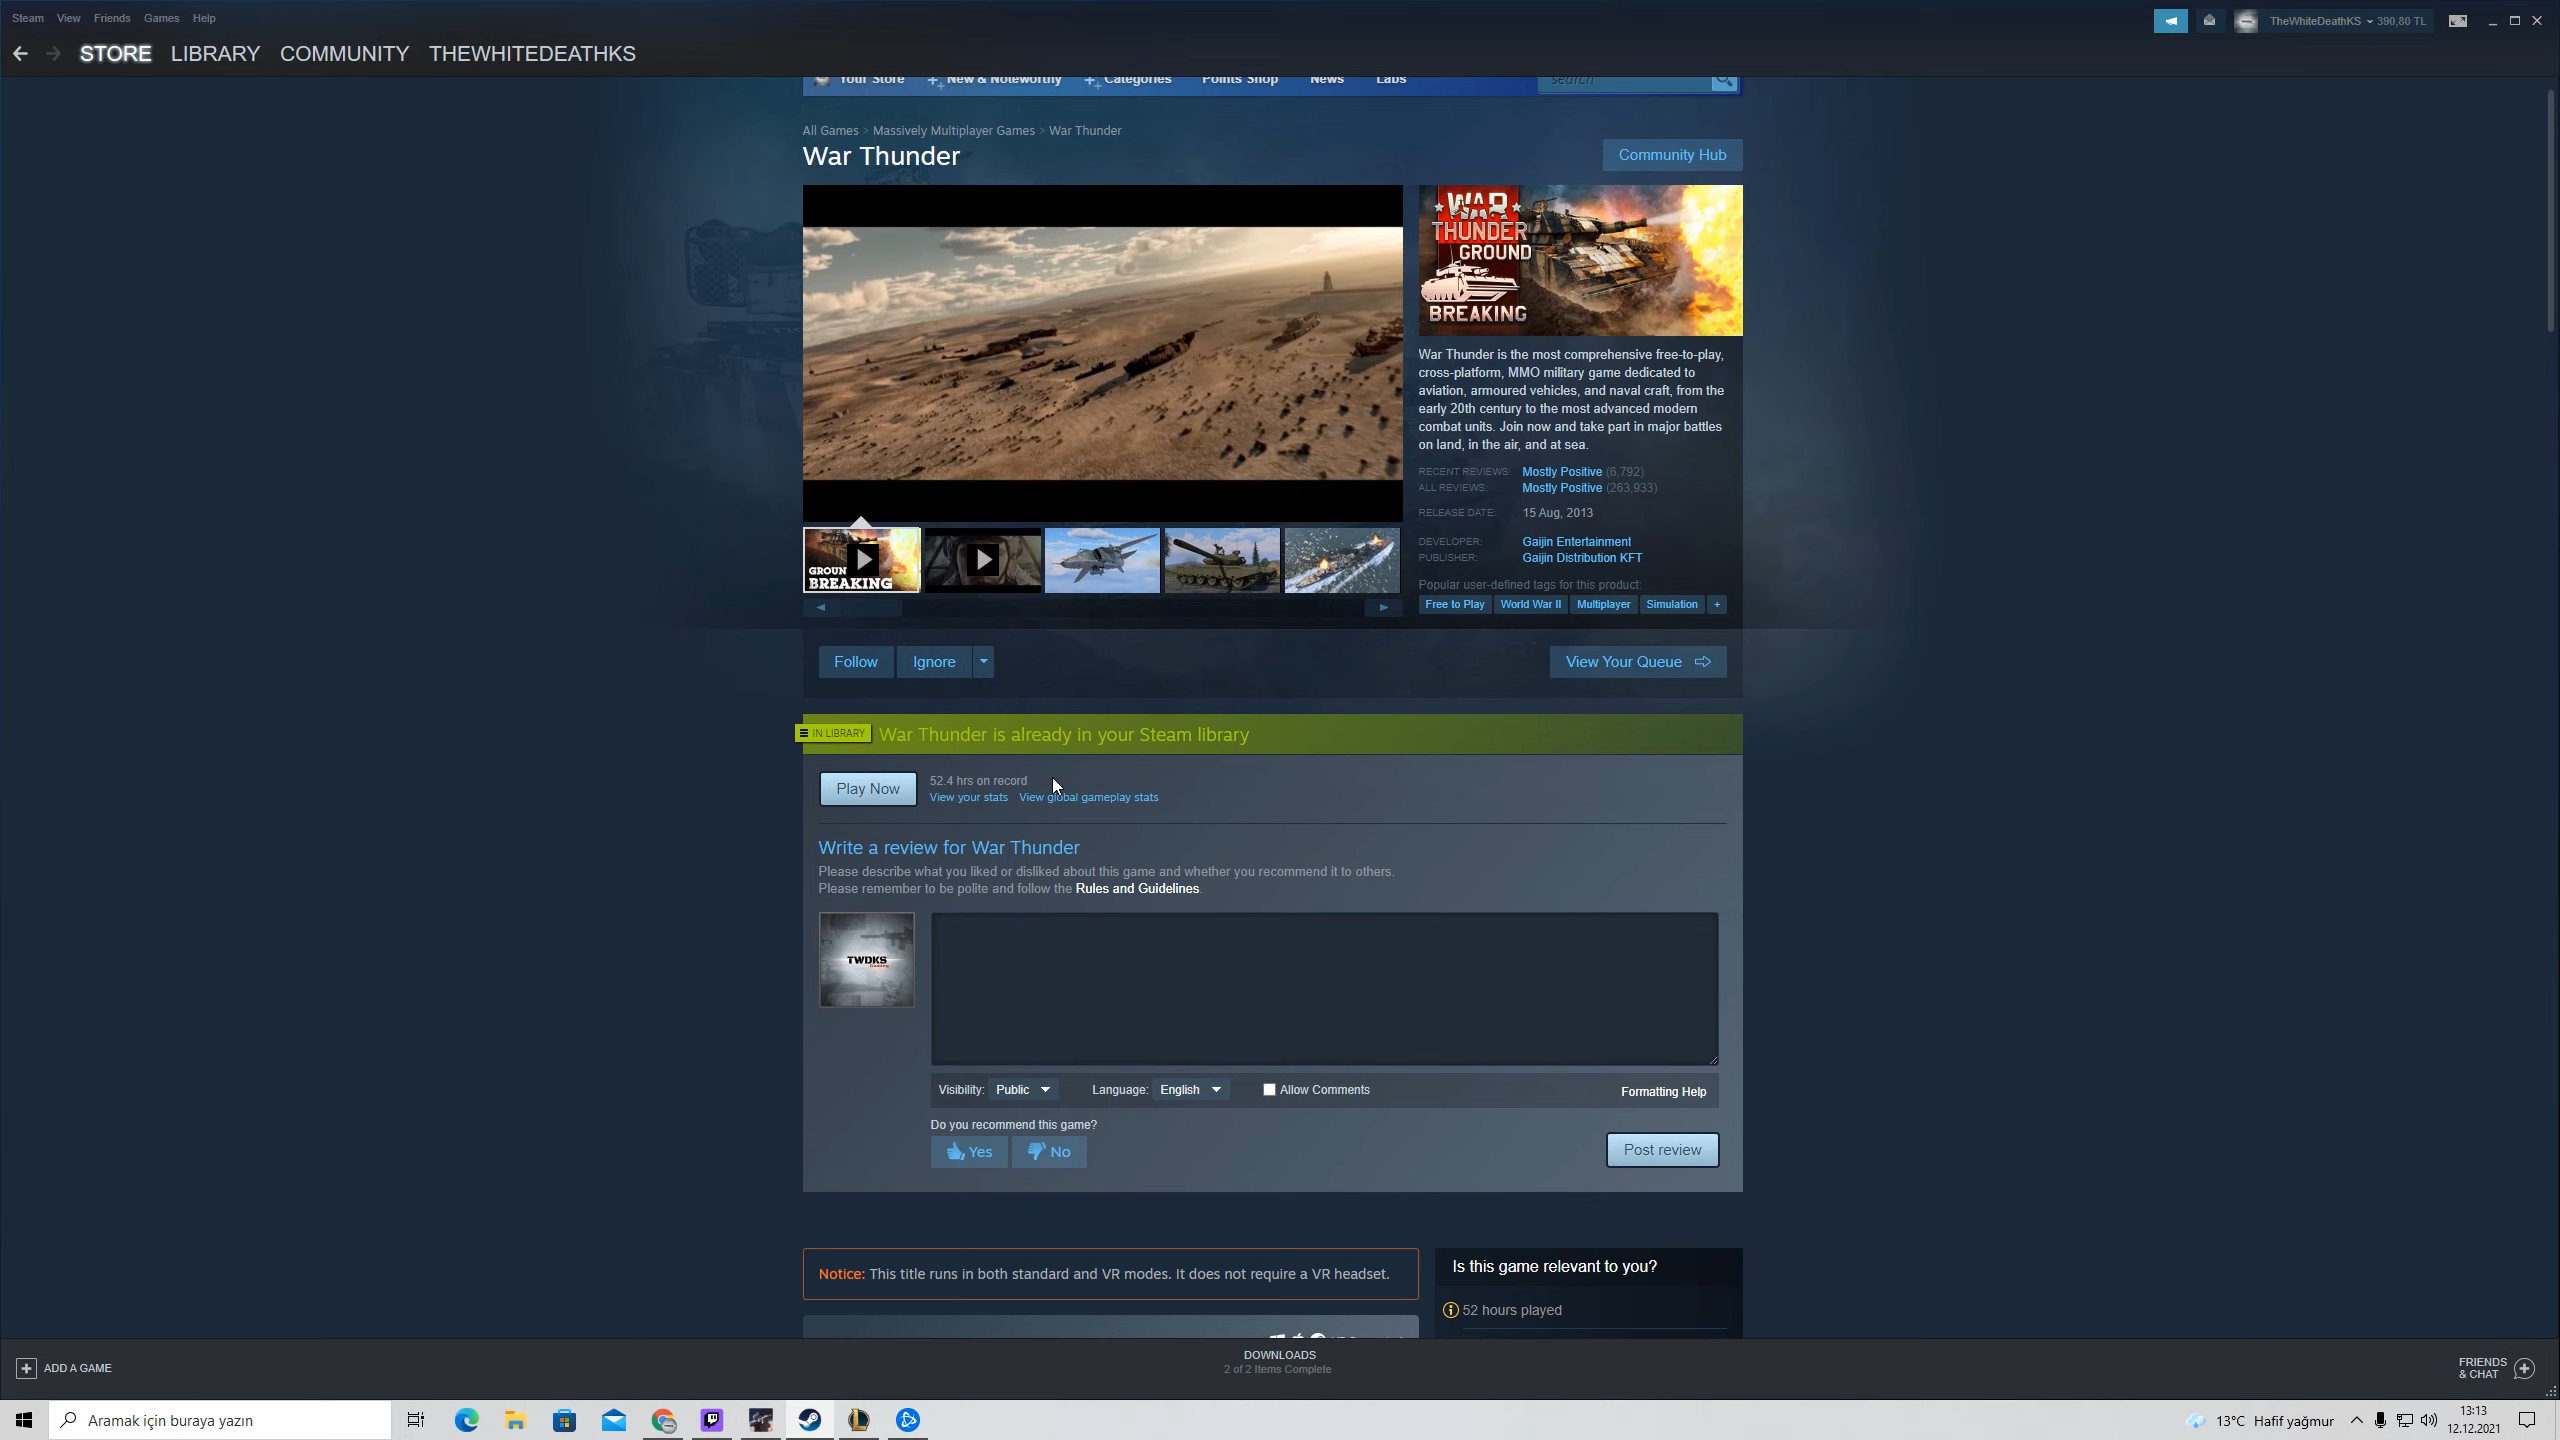 Steam View Friends Games Help
TheWhiteDeathKS 390,80 TL
STORE LIBRARY COMMUNITY THEWHITEDEATHKS
Your Store New & Noteworthy Categories Points Shop News Labs search
All Games > Massively Multiplayer Games > War Thunder
War Thunder
Community Hub
WAR
THUNDER
GROUND
BREAKING
War Thunder is the most comprehensive free-to-play,
cross-platform, MMO military game dedicated to
aviation, armoured vehicles, and naval craft, from the
early 20th century to the most advanced modern
combat units. Join now and take part in major battles
on land, in the air, and at sea.
RECENT REVIEWS: Mostly Positive (6,792)
ALL REVIEWS: Mostly Positive (263,933)
RELEASE DATE: 15 Aug, 2013
DEVELOPER: Gaijin Entertainment
PUBLISHER: Gaijin Distribution KFT
Popular user-defined tags for this product:
Free to Play World War II Multiplayer Simulation +
GROUN
BREAKING
Follow Ignore
View Your Queue
IN LIBRARY War Thunder is already in your Steam library
Play Now
52.4 hrs on record
View your stats View global gameplay stats
Write a review for War Thunder
Please describe what you liked or disliked about this game and whether you recommend it to others.
Please remember to be polite and follow the Rules and Guidelines.
TWDKS
Gaming
Visibility: Public Language: English Allow Comments Formatting Help
Do you recommend this game?
Yes No
Post review
Notice: This title runs in both standard and VR modes. It does not require a VR headset.
Is this game relevant to you?
52 hours played
ADD A GAME
DOWNLOADS
2 of 2 Items Complete
FRIENDS
& CHAT
Aramak için buraya yazın
13°C Hafif yağmur
13:13
12.12.2021